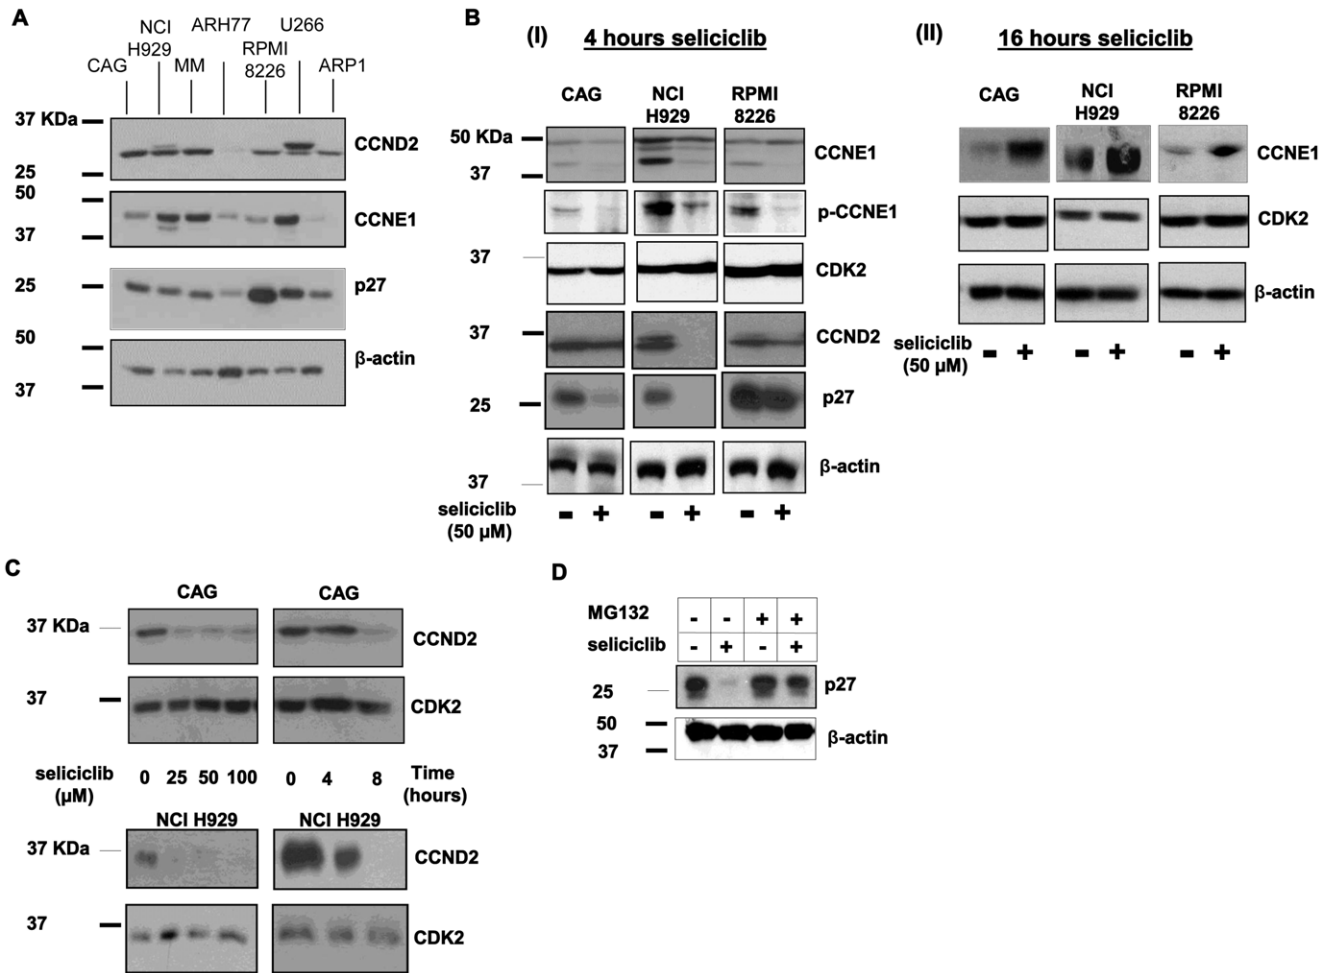 A
NCI
H929
ARH77
U266
CAG
MM
RPMI
8226
ARP1
37 KDa
CCND2
25
50
CCNE1
37
25
p27
50
β-actin
37
B
(I) 4 hours seliciclib
CAG
NCI
H929
RPMI
8226
50 KDa
CCNE1
37
p-CCNE1
37
CDK2
37
CCND2
25
p27
β-actin
37
seliciclib
(50 µM)
- + - + - +
(II) 16 hours seliciclib
CAG
NCI
H929
RPMI
8226
CCNE1
CDK2
β-actin
seliciclib
(50 µM)
- + - + - +
C
CAG CAG
37 KDa
CCND2
37
CDK2
seliciclib
(µM)
0 25 50 100
0 4 8
Time
(hours)
NCI H929 NCI H929
37 KDa
CCND2
37
CDK2
D
MG132 - - + +
seliciclib - + - +
25
p27
50
β-actin
37